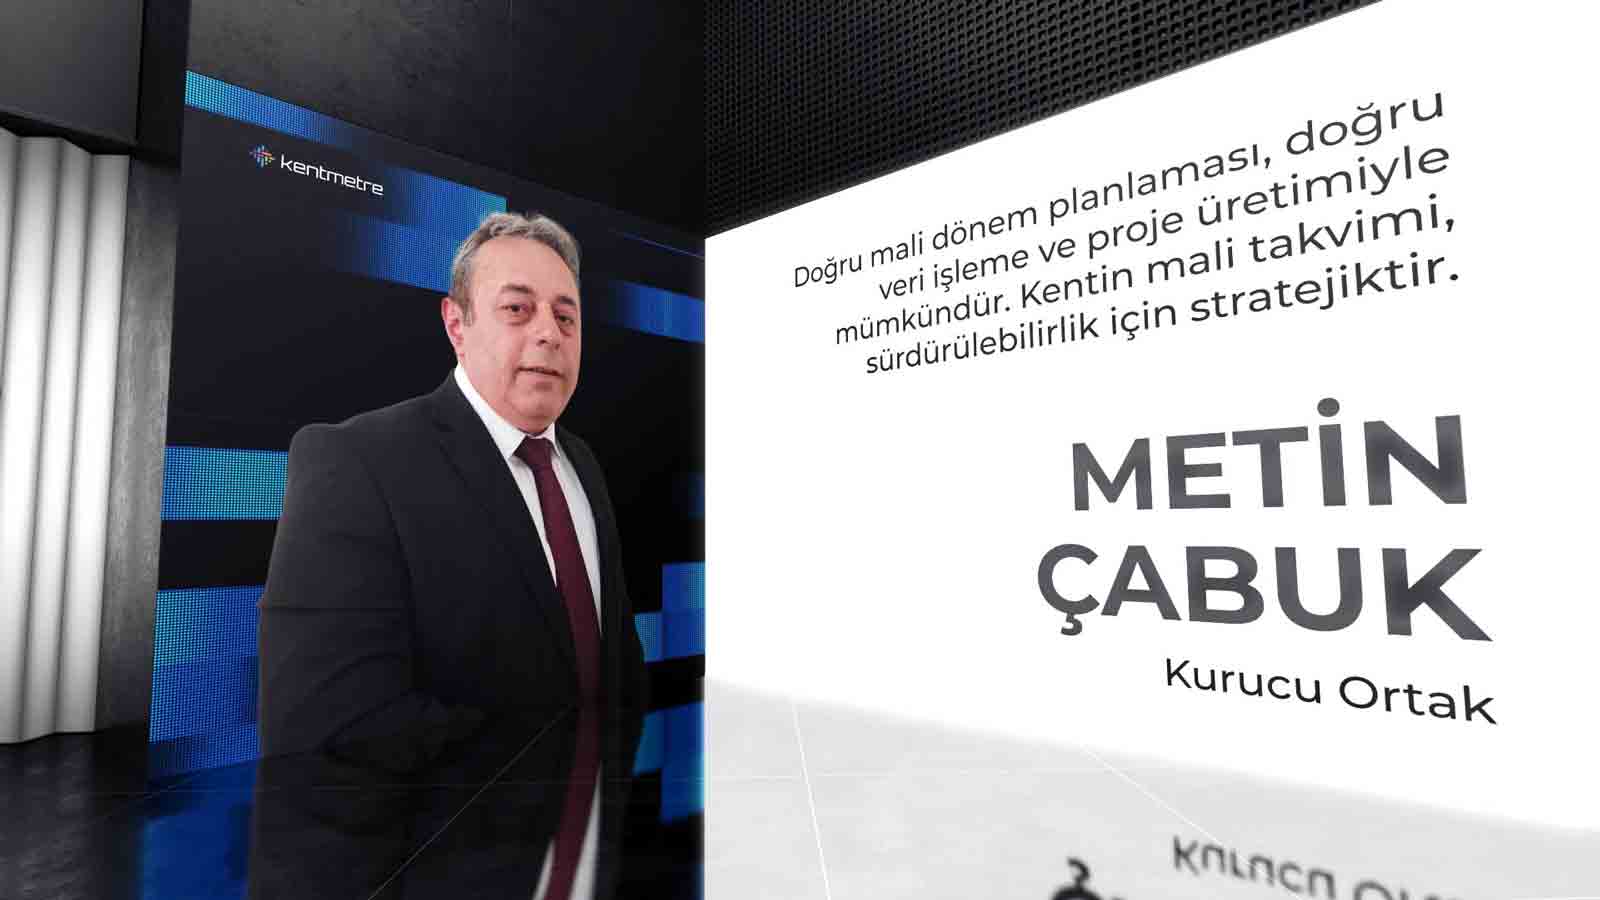 kentmetre
Doğru mali dönem planlaması, doğru
veri işleme ve proje üretimiyle
mümkündür. Kentin mali takvimi,
sürdürülebilirlik için stratejiktir.
METİN
ÇABUK
Kurucu Ortak